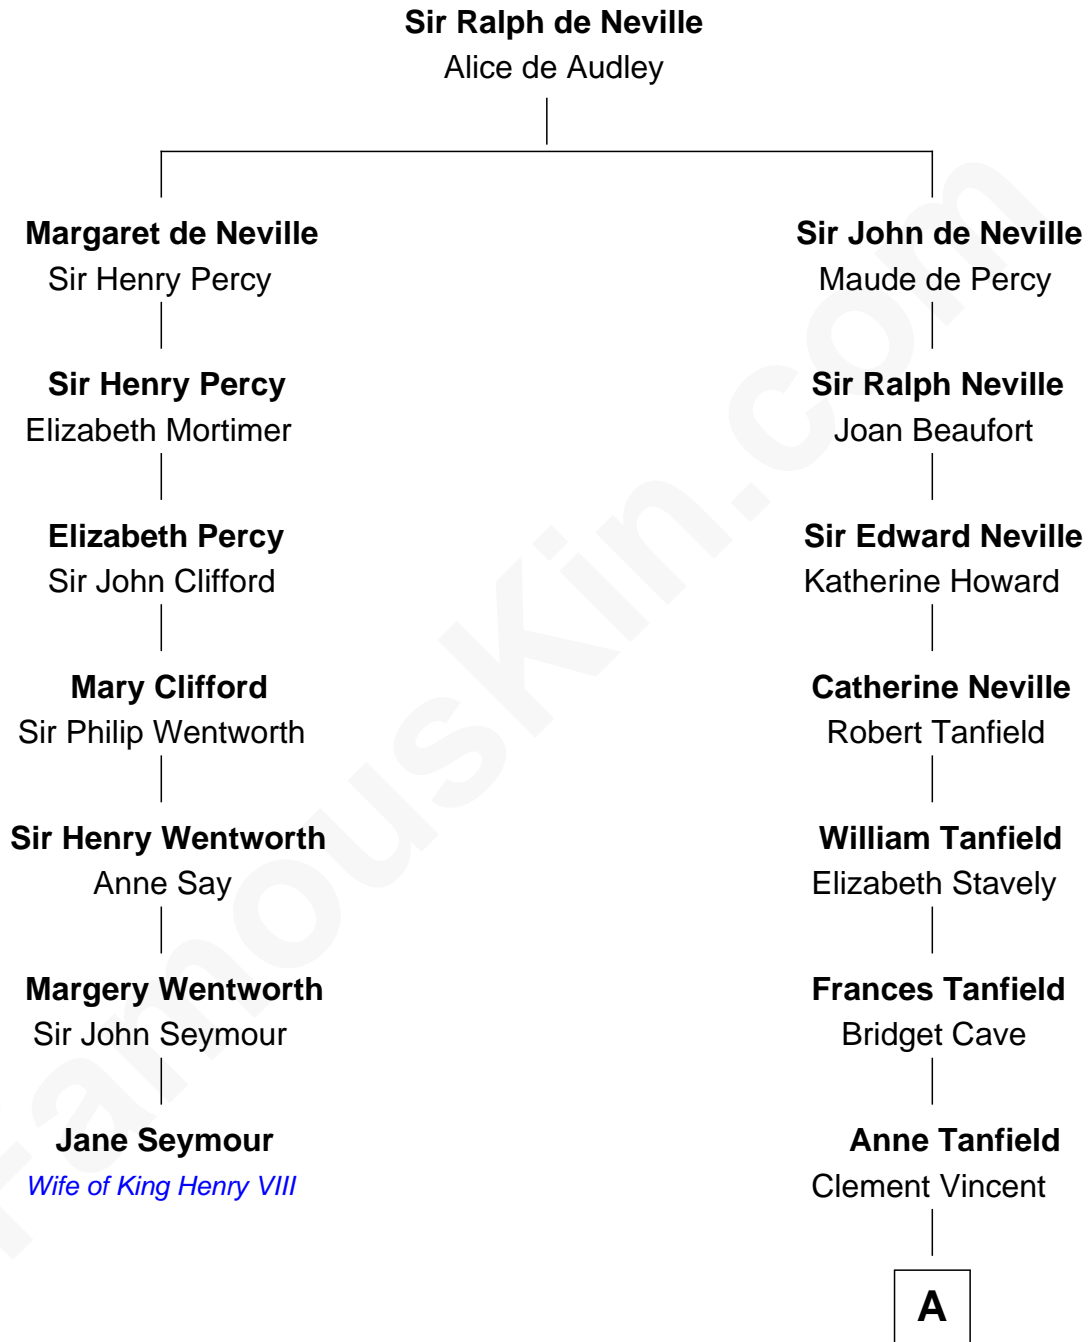 Sir Ralph de Neville
Alice de Audley
Margaret de Neville
Sir Henry Percy
Sir John de Neville
Maude de Percy
Sir Henry Percy
Elizabeth Mortimer
Sir Ralph Neville
Joan Beaufort
Elizabeth Percy
Sir John Clifford
Sir Edward Neville
Katherine Howard
Mary Clifford
Sir Philip Wentworth
Catherine Neville
Robert Tanfield
Sir Henry Wentworth
Anne Say
William Tanfield
Elizabeth Stavely
Margery Wentworth
Sir John Seymour
Frances Tanfield
Bridget Cave
Jane Seymour
Wife of King Henry VIII
Anne Tanfield
Clement Vincent
A
FamousKin.com